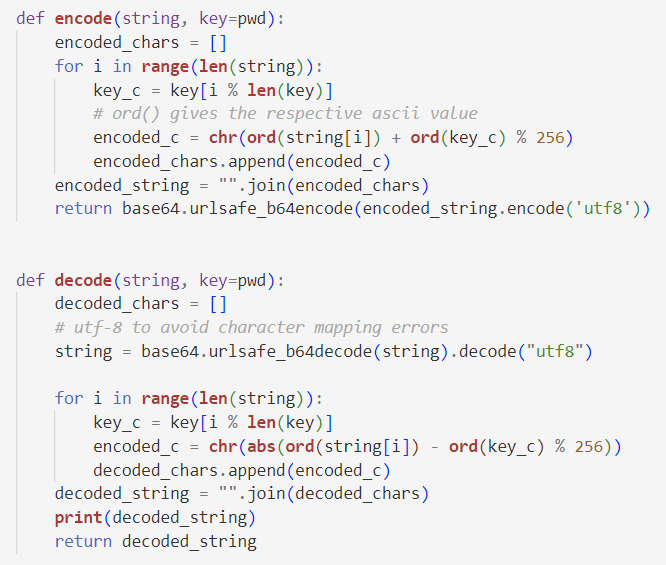 def encode(string, key=pwd):
    encoded_chars = []
    for i in range(len(string)):
        key_c = key[i % len(key)]
        # ord() gives the respective ascii value
        encoded_c = chr(ord(string[i]) + ord(key_c) % 256)
        encoded_chars.append(encoded_c)
    encoded_string = "".join(encoded_chars)
    return base64.urlsafe_b64encode(encoded_string.encode('utf8'))


def decode(string, key=pwd):
    decoded_chars = []
    # utf-8 to avoid character mapping errors
    string = base64.urlsafe_b64decode(string).decode("utf8")

    for i in range(len(string)):
        key_c = key[i % len(key)]
        encoded_c = chr(abs(ord(string[i]) - ord(key_c) % 256))
        decoded_chars.append(encoded_c)
    decoded_string = "".join(decoded_chars)
    print(decoded_string)
    return decoded_string